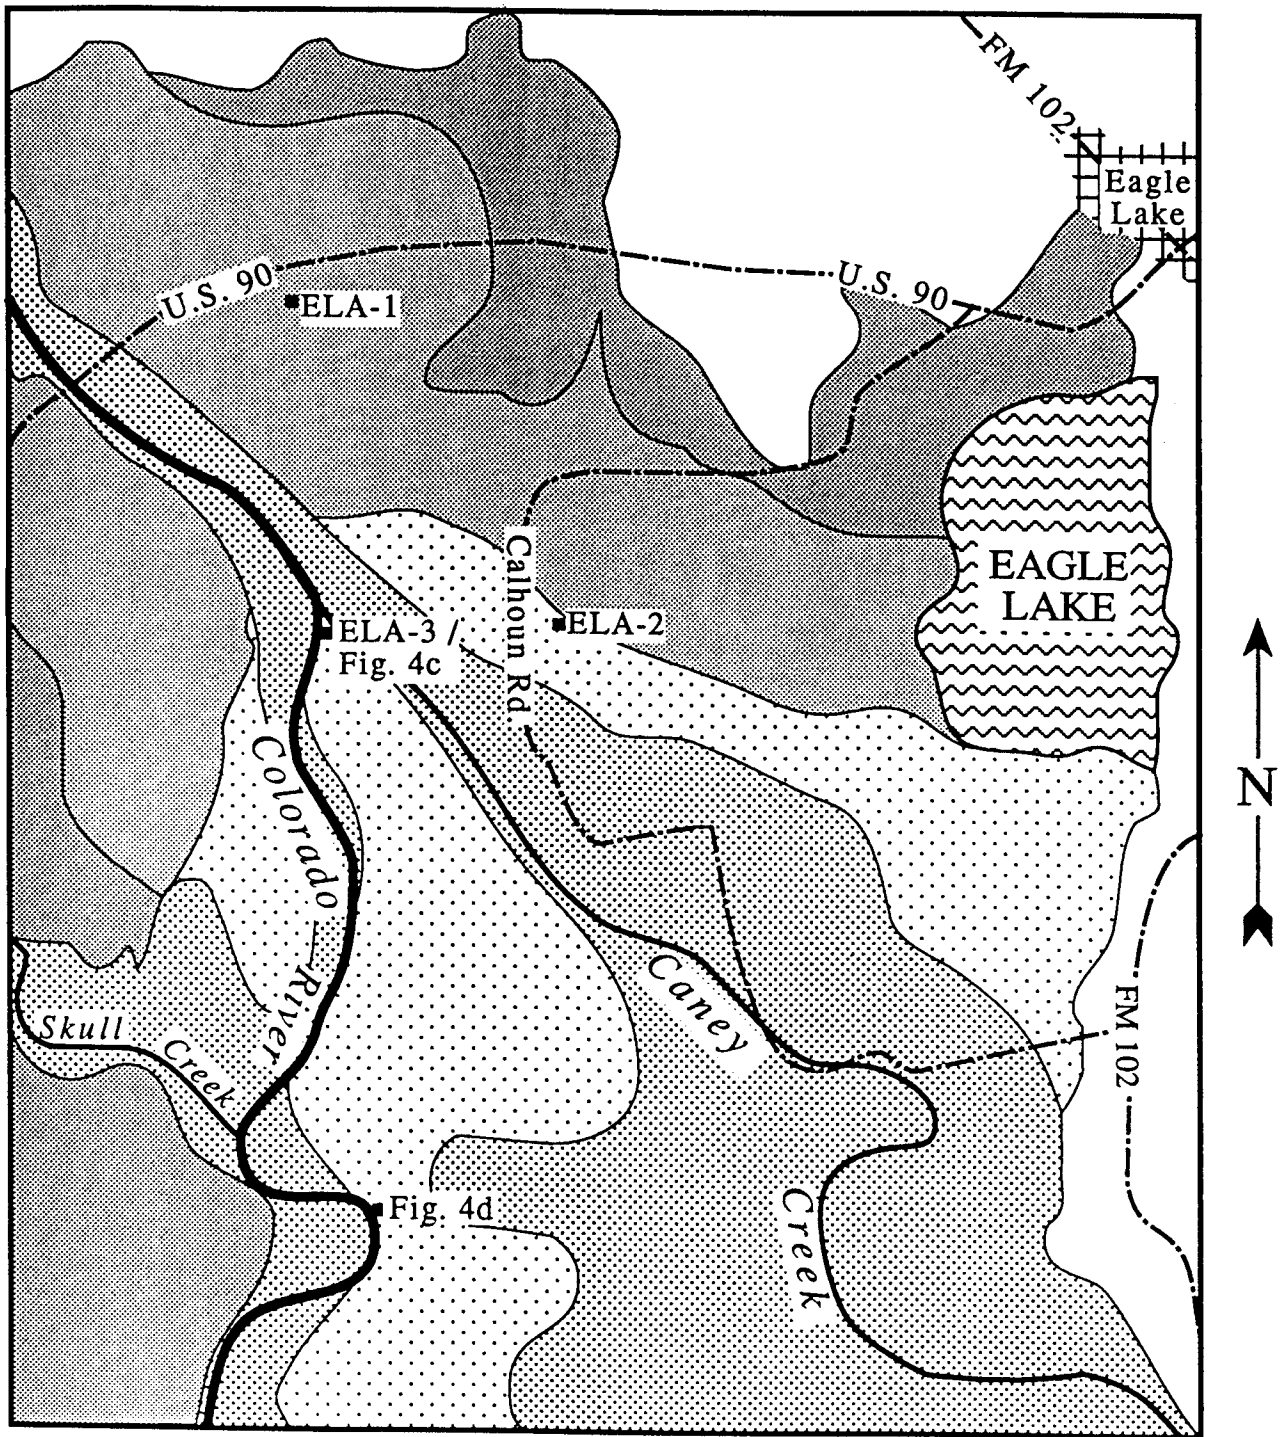 FM 102
Eagle
Lake
U.S. 90
U.S. 90
ELA-1
Calhoun Rd.
EAGLE
LAKE
ELA-2
ELA-3 /
Fig. 4c
N
Colorado
River
Caney
Creek
FM 102
Skull
Creek
Fig. 4d